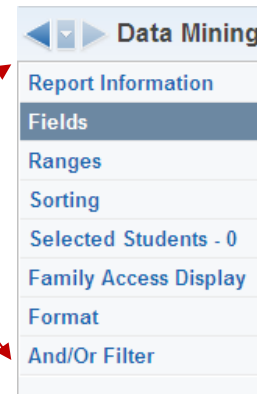 Data Mining
Report Information
Fields
Ranges
Sorting
Selected Students - 0
Family Access Display
Format
And/Or Filter